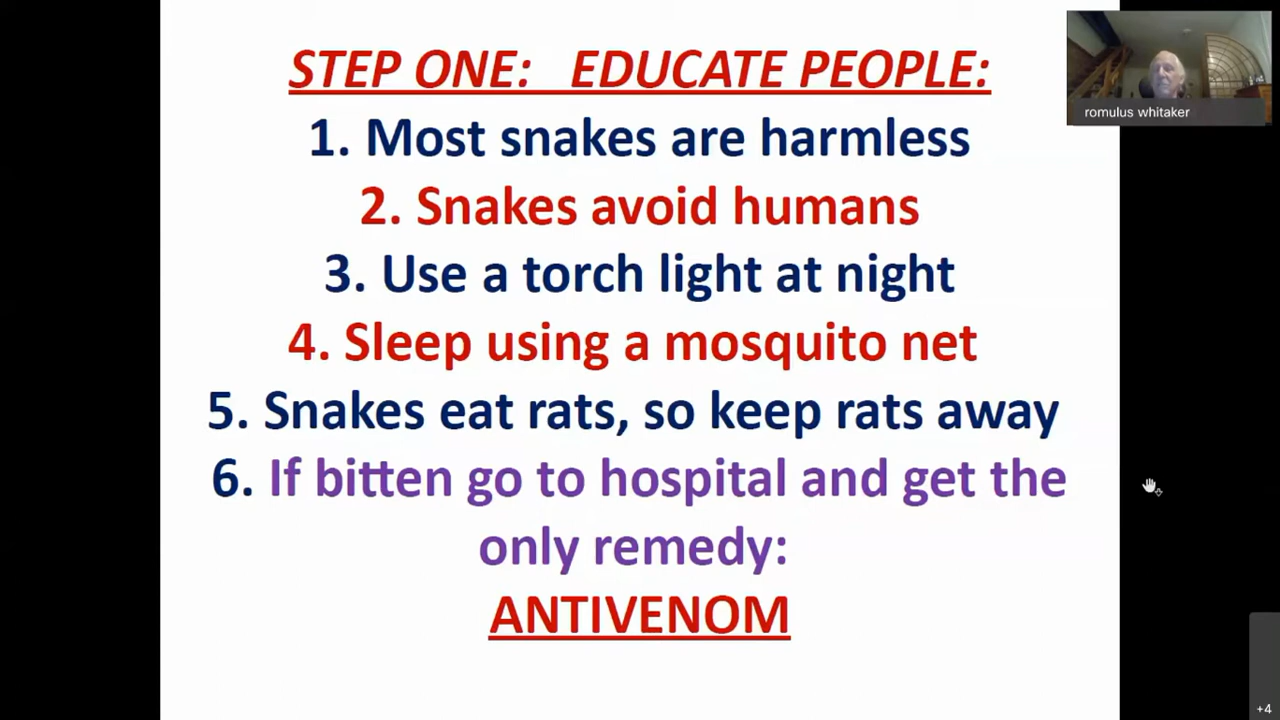 STEP ONE: EDUCATE PEOPLE:
1. Most snakes are harmless
2. Snakes avoid humans
3. Use a torch light at night
4. Sleep using a mosquito net
5. Snakes eat rats, so keep rats away
6. If bitten go to hospital and get the
only remedy:
ANTIVENOM
romulus whitaker
+4